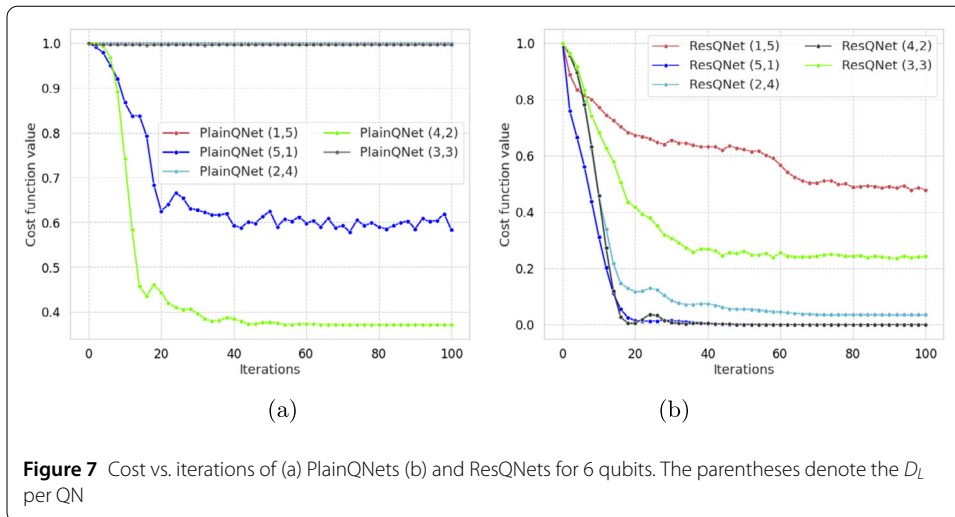 1.0
0.9
0.8
0.7
0.6
0.5
0.4
Cost function value
PlainQNet (1,5)
PlainQNet (5,1)
PlainQNet (2,4)
PlainQNet (4,2)
PlainQNet (3,3)
0 20 40 60 80 100
Iterations
(a)
1.0
0.8
0.6
0.4
0.2
0.0
Cost function value
ResQNet (1,5)
ResQNet (5,1)
ResQNet (2,4)
ResQNet (4,2)
ResQNet (3,3)
0 20 40 60 80 100
Iterations
(b)
Figure 7 Cost vs. iterations of (a) PlainQNets (b) and ResQNets for 6 qubits. The parentheses denote the D_L
per QN